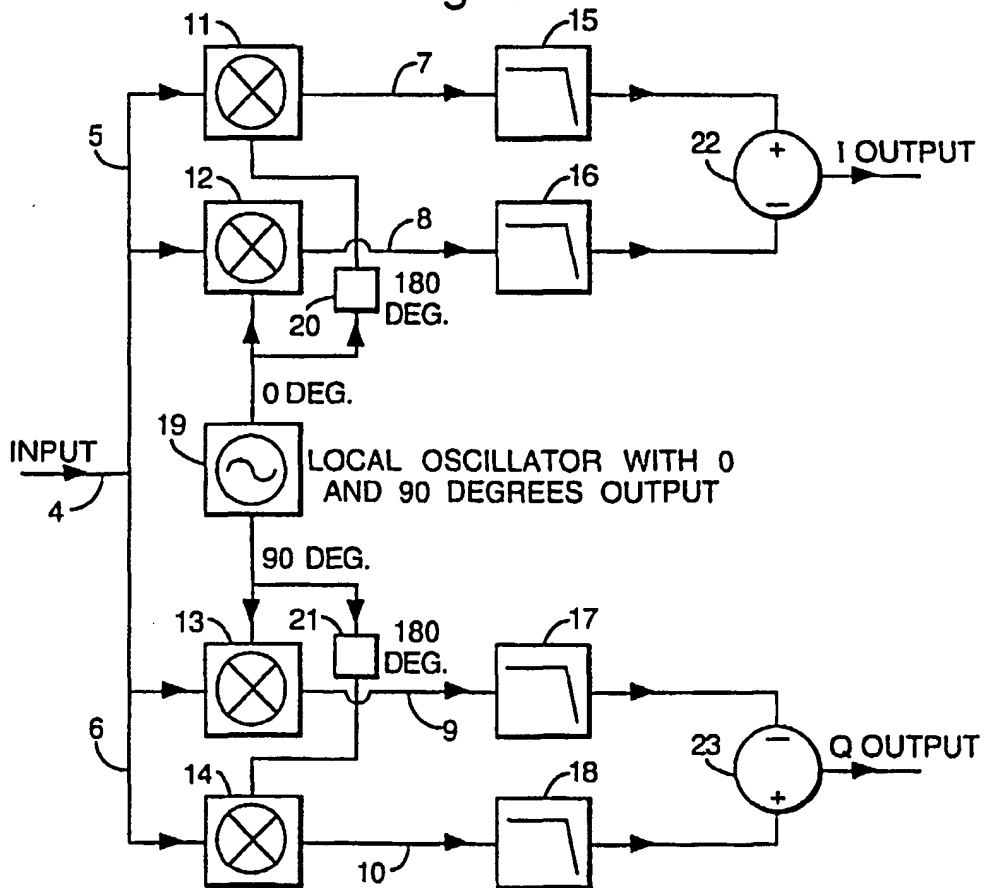 11
15
7
5
+
22
I OUTPUT
12
16
8
−
180
DEG.
20
0 DEG.
19
INPUT
LOCAL OSCILLATOR WITH 0
AND 90 DEGREES OUTPUT
4
90 DEG.
13
21
180
DEG.
17
9
6
−
23
Q OUTPUT
14
18
+
10